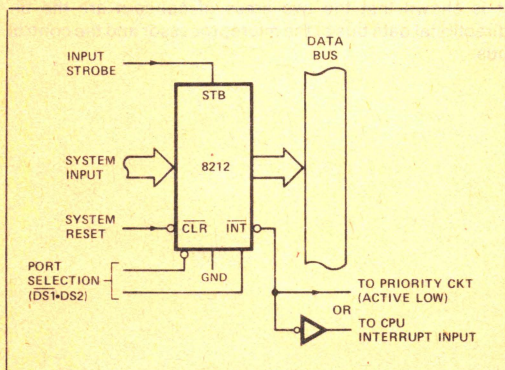 INPUT
STROBE
DATA
BUS
STB
SYSTEM
INPUT
8212
SYSTEM
RESET
CLR INT
PORT
SELECTION
(DS1•DS2)
GND
TO PRIORITY CKT
(ACTIVE LOW)
OR
TO CPU
INTERRUPT INPUT